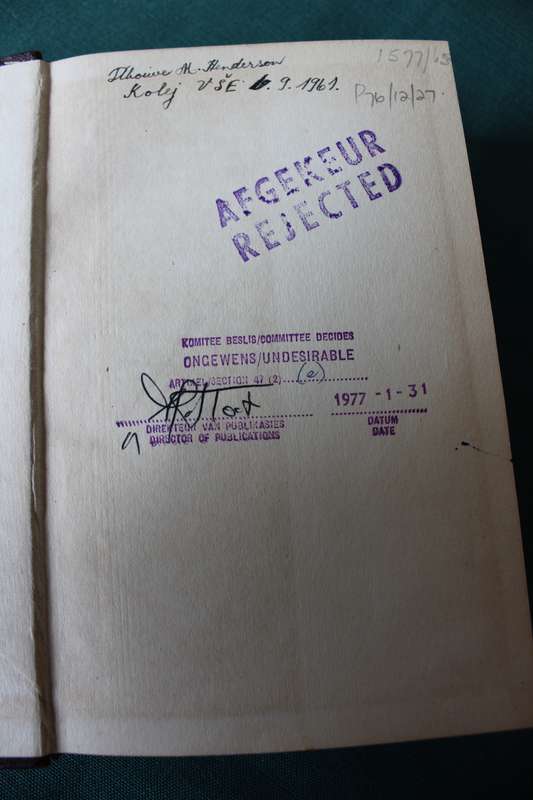 M. Henderson
Kolej VŠE 6. 9. 1961.
1577/
P76/12/27
AFGEKEUR
REJECTED
KOMITEE BESLIS/COMMITTEE DECIDES
ONGEWENS/UNDESIRABLE
ARTIKEL/SECTION 47 (2)......(e)............
1977 -1- 31
DIREKTEUR VAN PUBLIKASIES
DIRECTOR OF PUBLICATIONS
DATUM
DATE